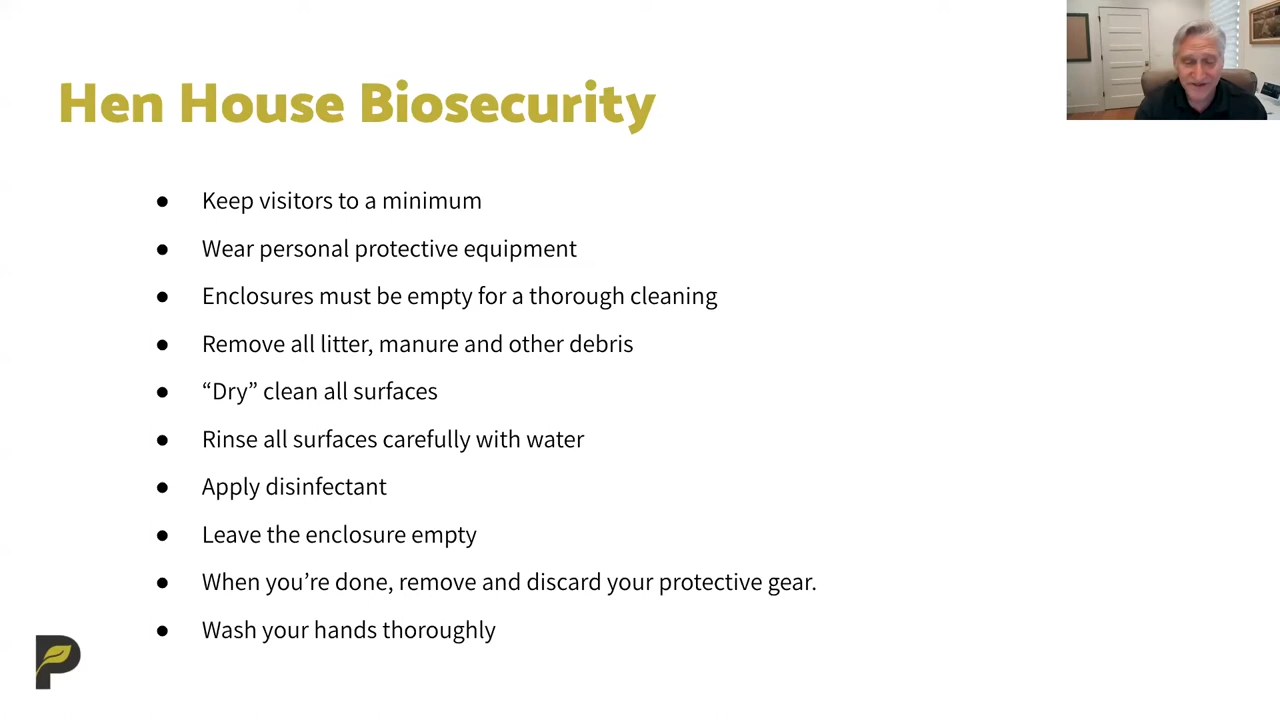 Hen House Biosecurity
● Keep visitors to a minimum
● Wear personal protective equipment
● Enclosures must be empty for a thorough cleaning
● Remove all litter, manure and other debris
● “Dry” clean all surfaces
● Rinse all surfaces carefully with water
● Apply disinfectant
● Leave the enclosure empty
● When you’re done, remove and discard your protective gear.
● Wash your hands thoroughly
P